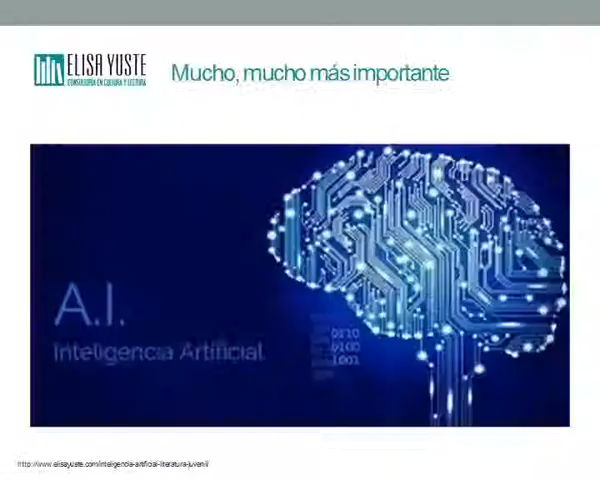 ELISA YUSTE
CONSULTORÍA EN CULTURA Y LECTURA
Mucho, mucho más importante
A.I.
Inteligencia Artificial
0110
0100
1001
http://www.elisayuste.com/inteligencia-artificial-literatura-juvenil/